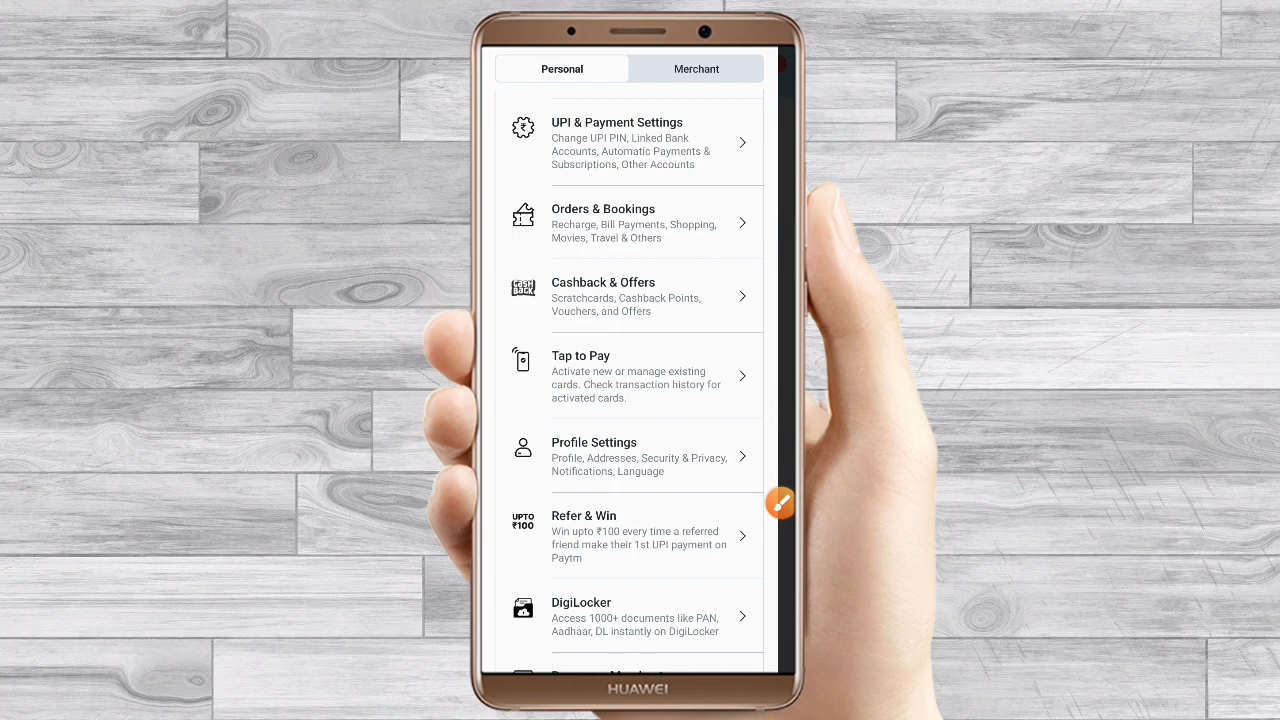 Personal
Merchant
UPI & Payment Settings
Change UPI PIN, Linked Bank
Accounts, Automatic Payments &
Subscriptions, Other Accounts
Orders & Bookings
Recharge, Bill Payments, Shopping,
Movies, Travel & Others
CASH
BACK
Cashback & Offers
Scratchcards, Cashback Points,
Vouchers, and Offers
Tap to Pay
Activate new or manage existing
cards. Check transaction history for
activated cards.
Profile Settings
Profile, Addresses, Security & Privacy,
Notifications, Language
UPTO
₹100
Refer & Win
Win upto ₹100 every time a referred
friend make their 1st UPI payment on
Paytm
DigiLocker
Access 1000+ documents like PAN,
Aadhaar, DL instantly on DigiLocker
HUAWEI